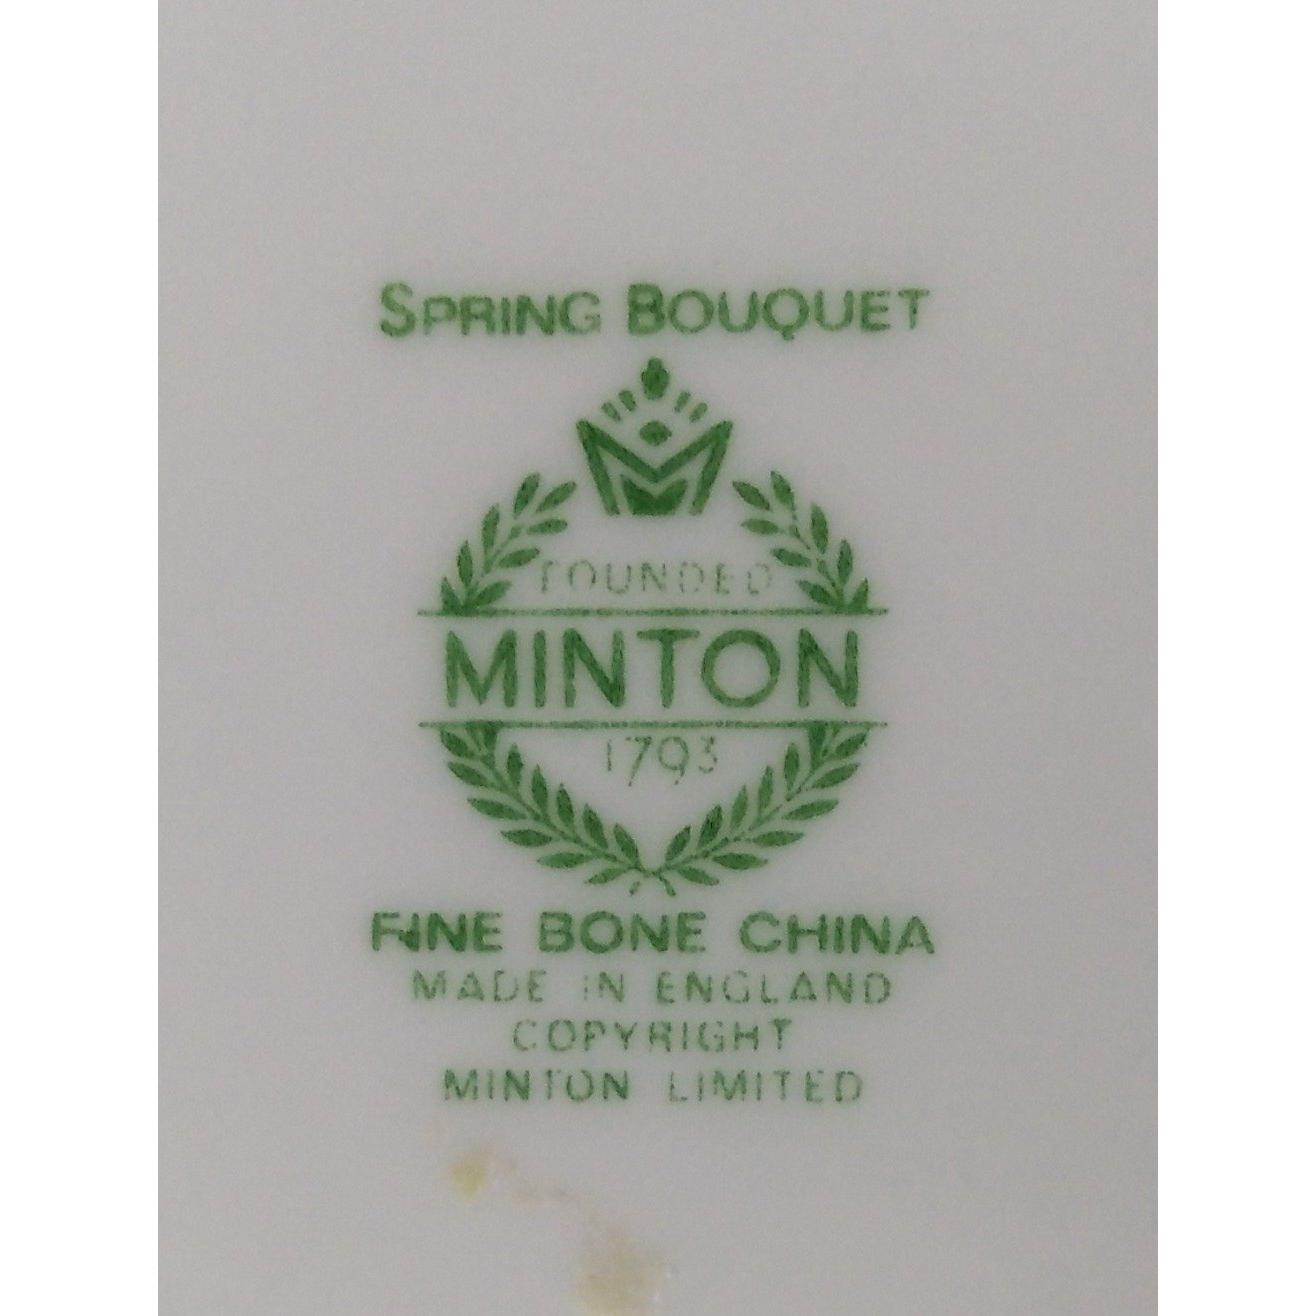 SPRING BOUQUET
M
FOUNDED
MINTON
1793
FINE BONE CHINA
MADE IN ENGLAND
COPYRIGHT
MINTON LIMITED